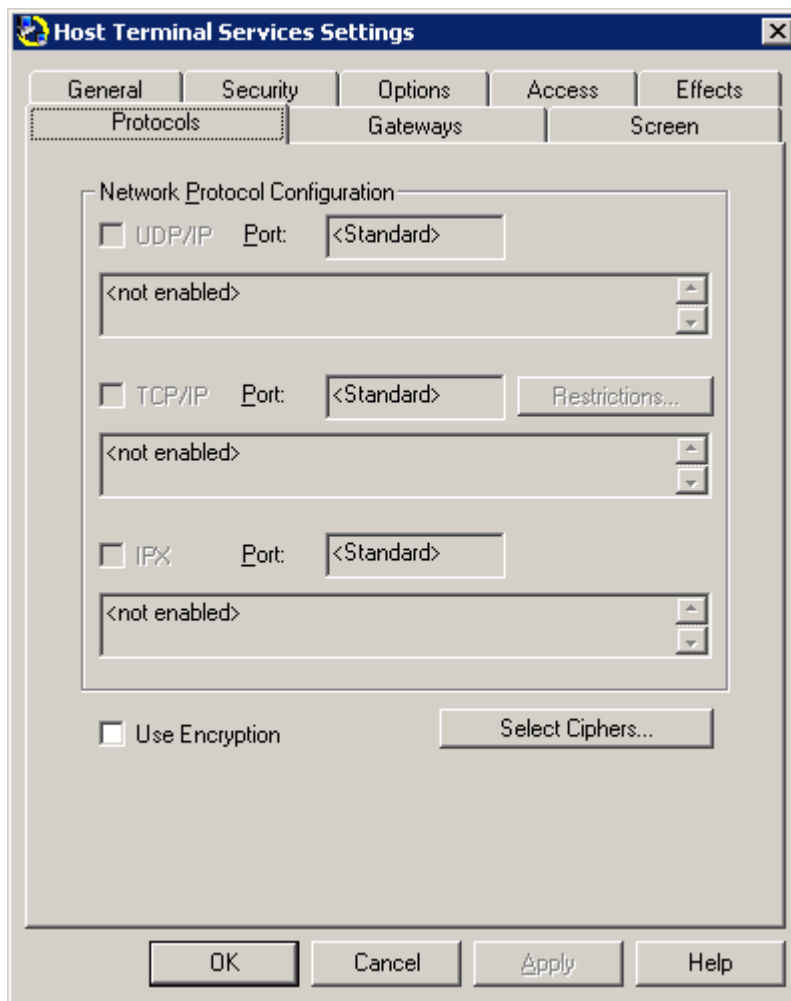 Host Terminal Services Settings
General Security Options Access Effects
Protocols Gateways Screen
Network Protocol Configuration
UDP/IP Port: <Standard>
<not enabled>
TCP/IP Port: <Standard> Restrictions...
<not enabled>
IPX Port: <Standard>
<not enabled>
Use Encryption Select Ciphers...
OK Cancel Apply Help